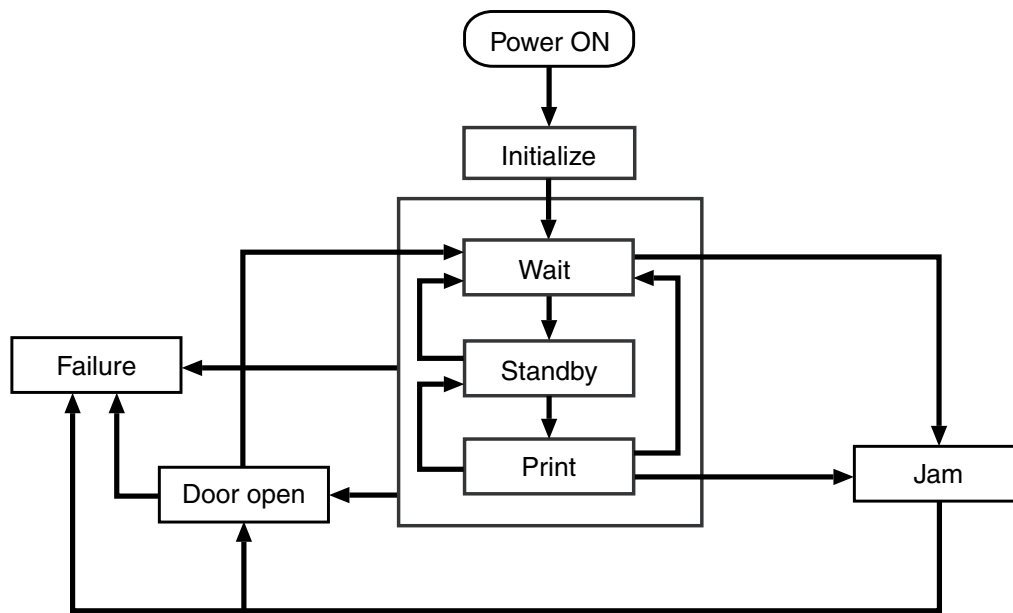 Power ON
Initialize
Wait
Failure
Standby
Print
Door open
Jam